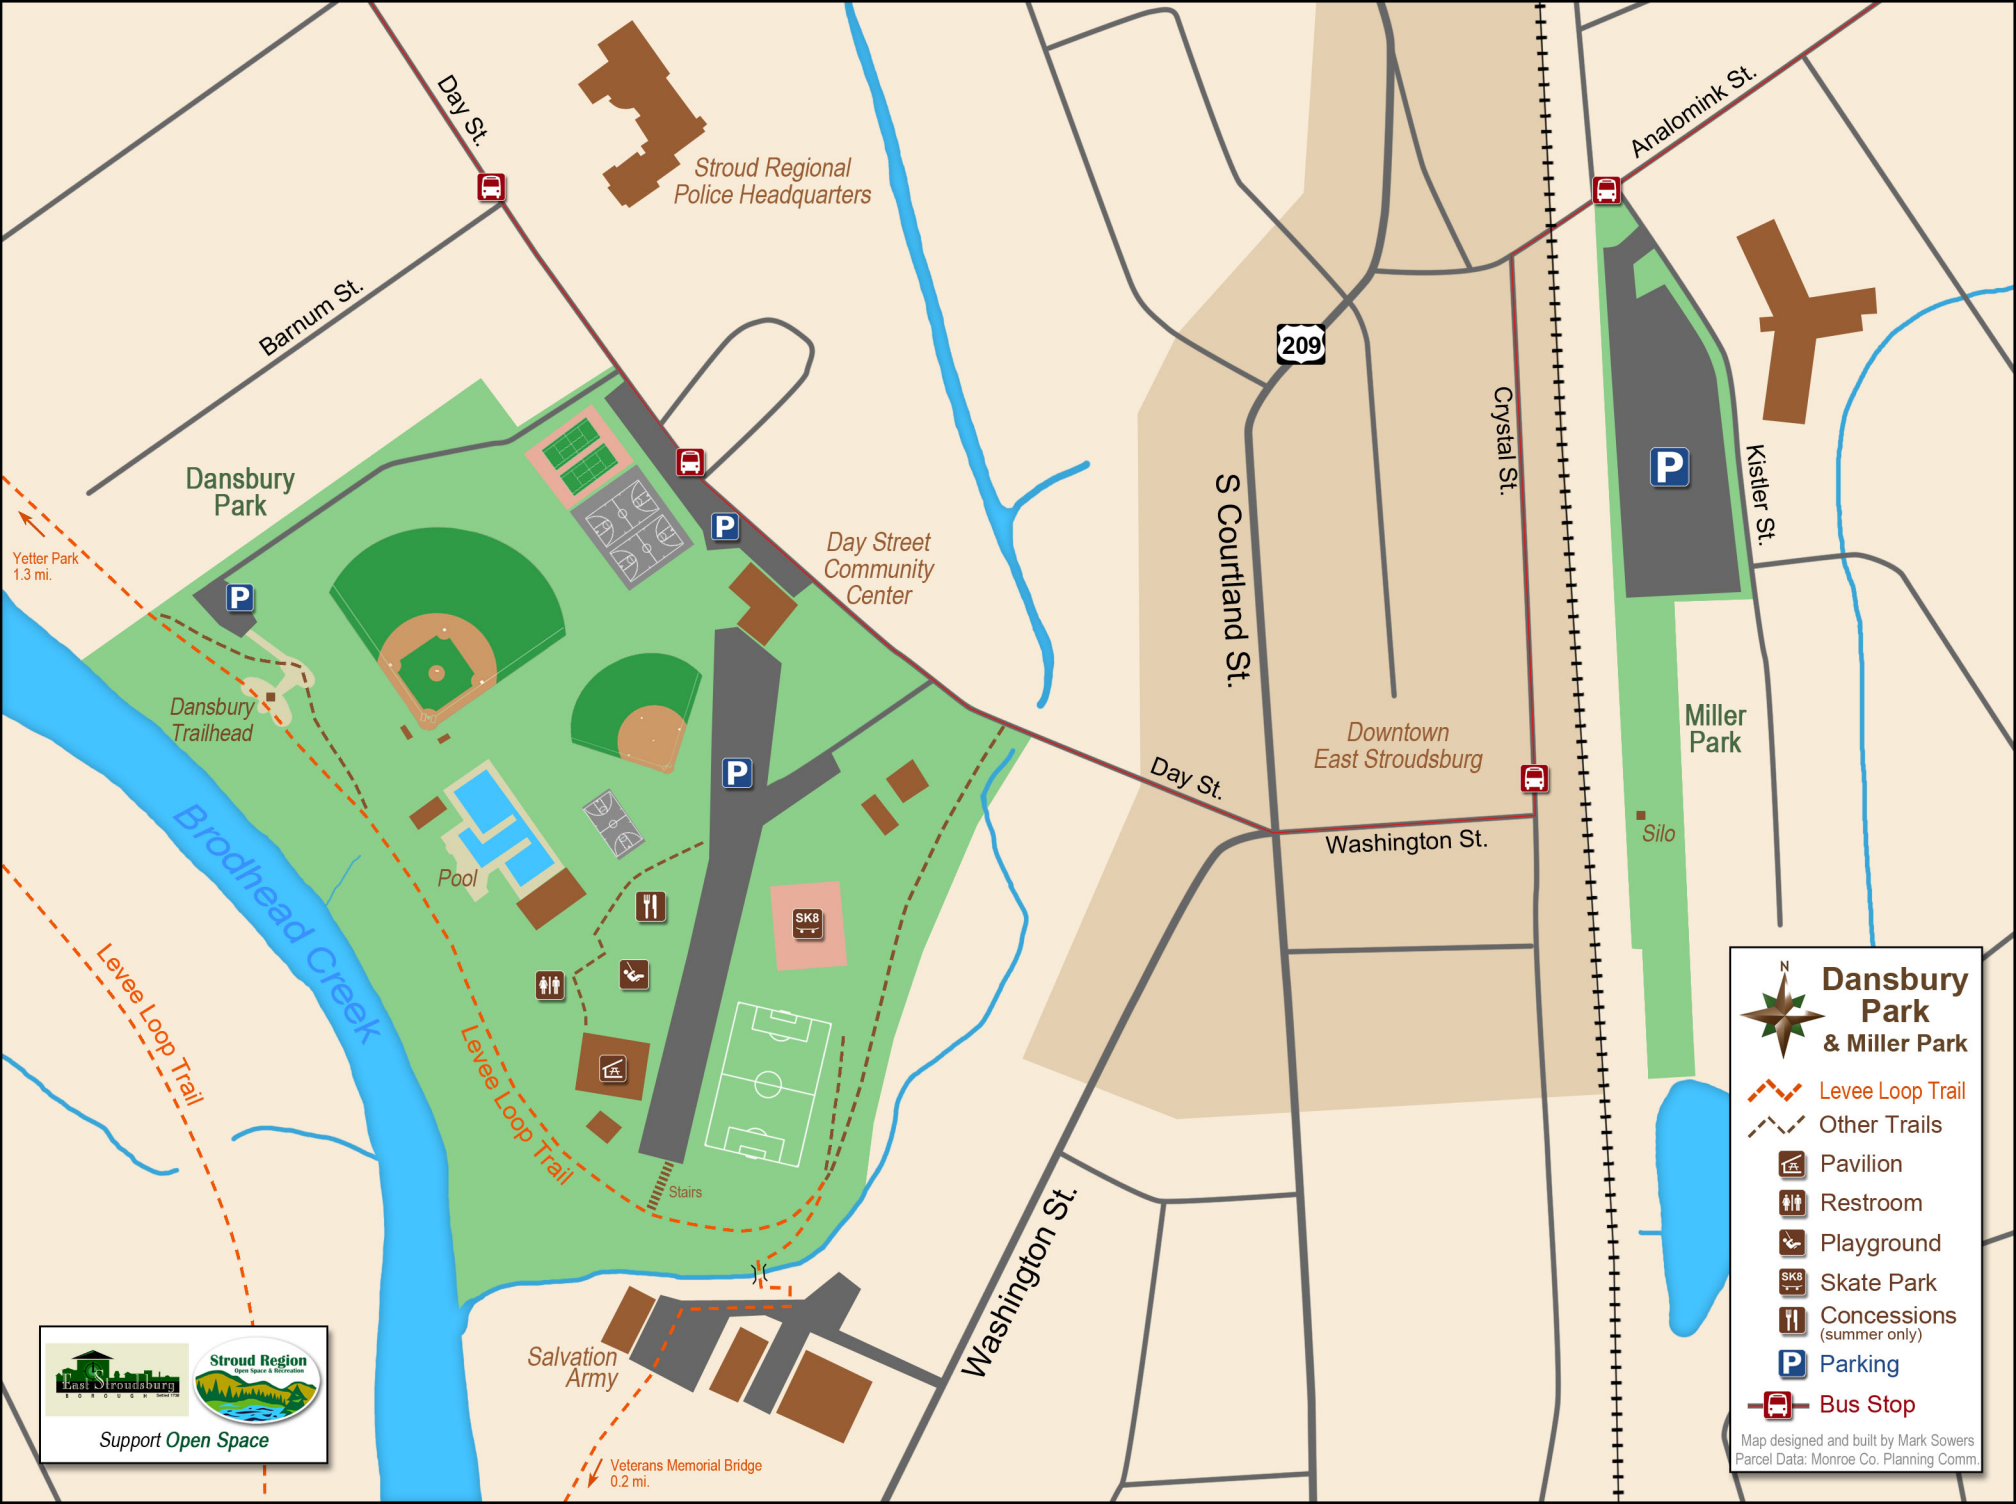 Day St.
Stroud Regional
Police Headquarters
Analomink St.
Barnum St.
209
Crystal St.
Kistler St.
Dansbury
Park
P
S Courtland St.
Yetter Park
1.3 mi.
P
P
Day Street
Community
Center
Dansbury
Trailhead
Downtown
East Stroudsburg
Miller
Park
P
Day St.
Washington St.
Silo
Brodhead Creek
Pool
SK8
Levee Loop Trail
Levee Loop Trail
Stairs
Washington St.
Salvation
Army
Veterans Memorial Bridge
0.2 mi.
East Stroudsburg
BOROUGH
Stroud Region
Open Space & Recreation
Support Open Space
N
Dansbury
Park
& Miller Park
Levee Loop Trail
Other Trails
Pavilion
Restroom
Playground
SK8 Skate Park
Concessions
(summer only)
P Parking
Bus Stop
Map designed and built by Mark Sowers
Parcel Data: Monroe Co. Planning Comm.